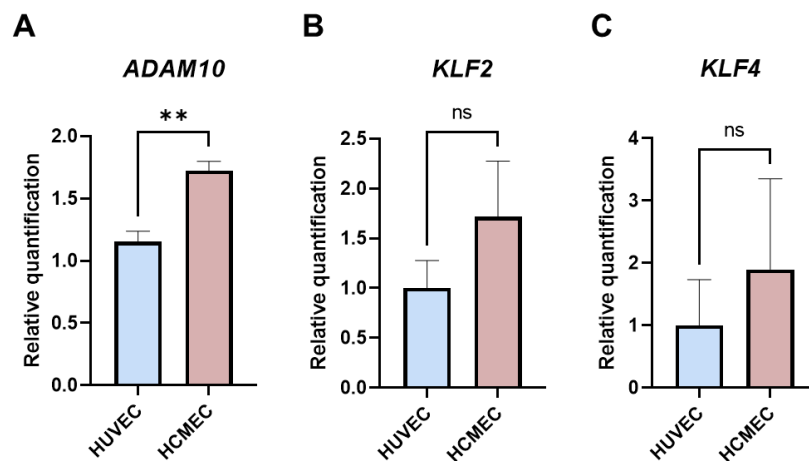 A
ADAM10
**
Relative quantification
2.0
1.5
1.0
0.5
0.0
HUVEC
HCMEC
B
KLF2
ns
Relative quantification
2.5
2.0
1.5
1.0
0.5
0.0
HUVEC
HCMEC
C
KLF4
ns
Relative quantification
4
3
2
1
0
HUVEC
HCMEC